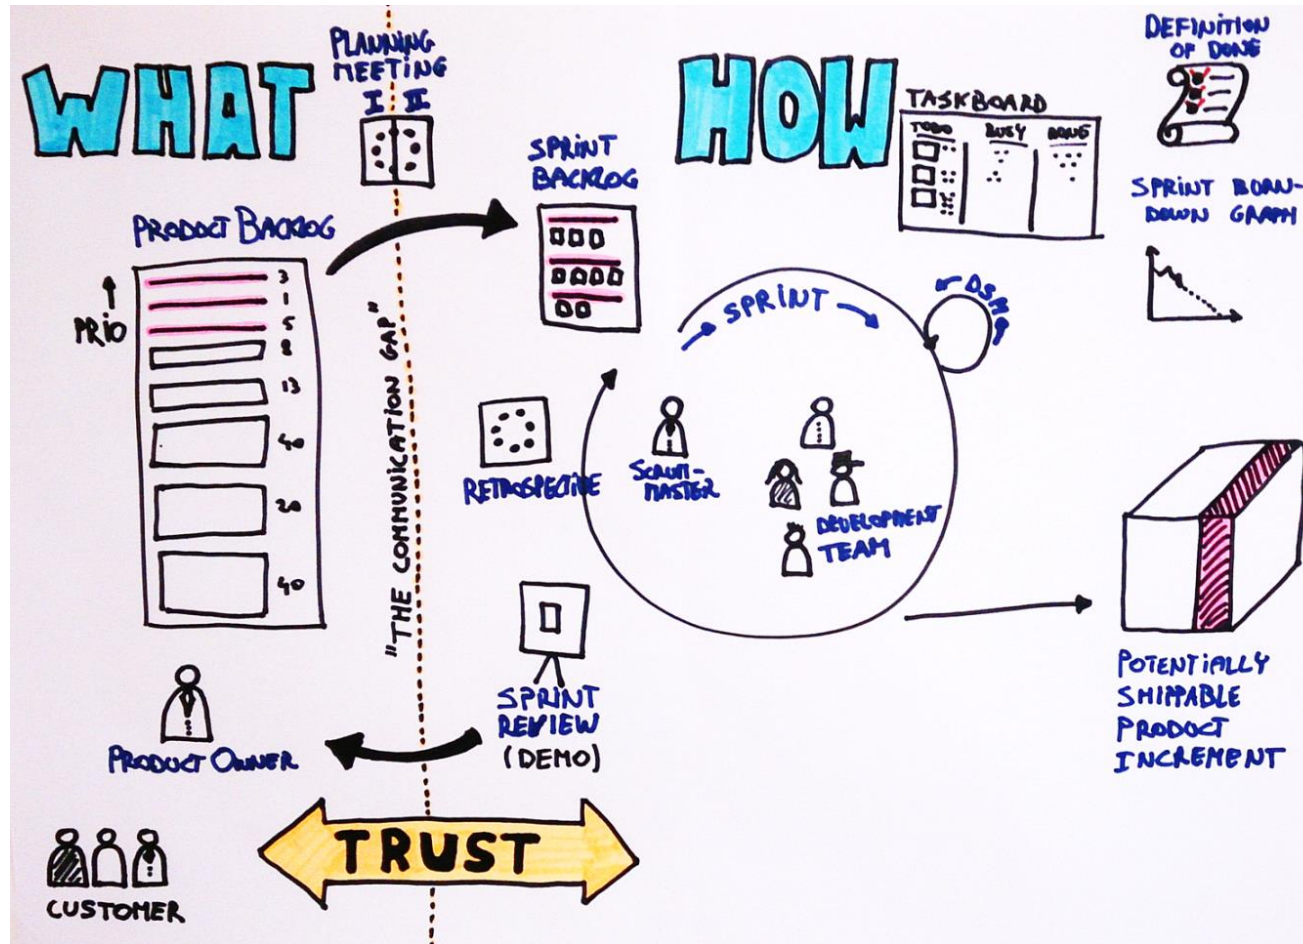 WHAT
PLANNING
MEETING
I II
HOW
DEFINITION
OF DONE
TASKBOARD
TODO BUSY DONE
SPRINT
BACKLOG
SPRINT BORN-
DOWN GRAPH
PRODUCT BACKLOG
PRIO
3
1
5
8
13
40
20
40
"THE COMMUNICATION GAP"
SPRINT
DSM
RETROSPECTIVE
SCRUM-
MASTER
DEVELOPMENT
TEAM
SPRINT
REVIEW
(DEMO)
POTENTIALLY
SHIPPABLE
PRODUCT
INCREMENT
PRODUCT OWNER
TRUST
CUSTOMER